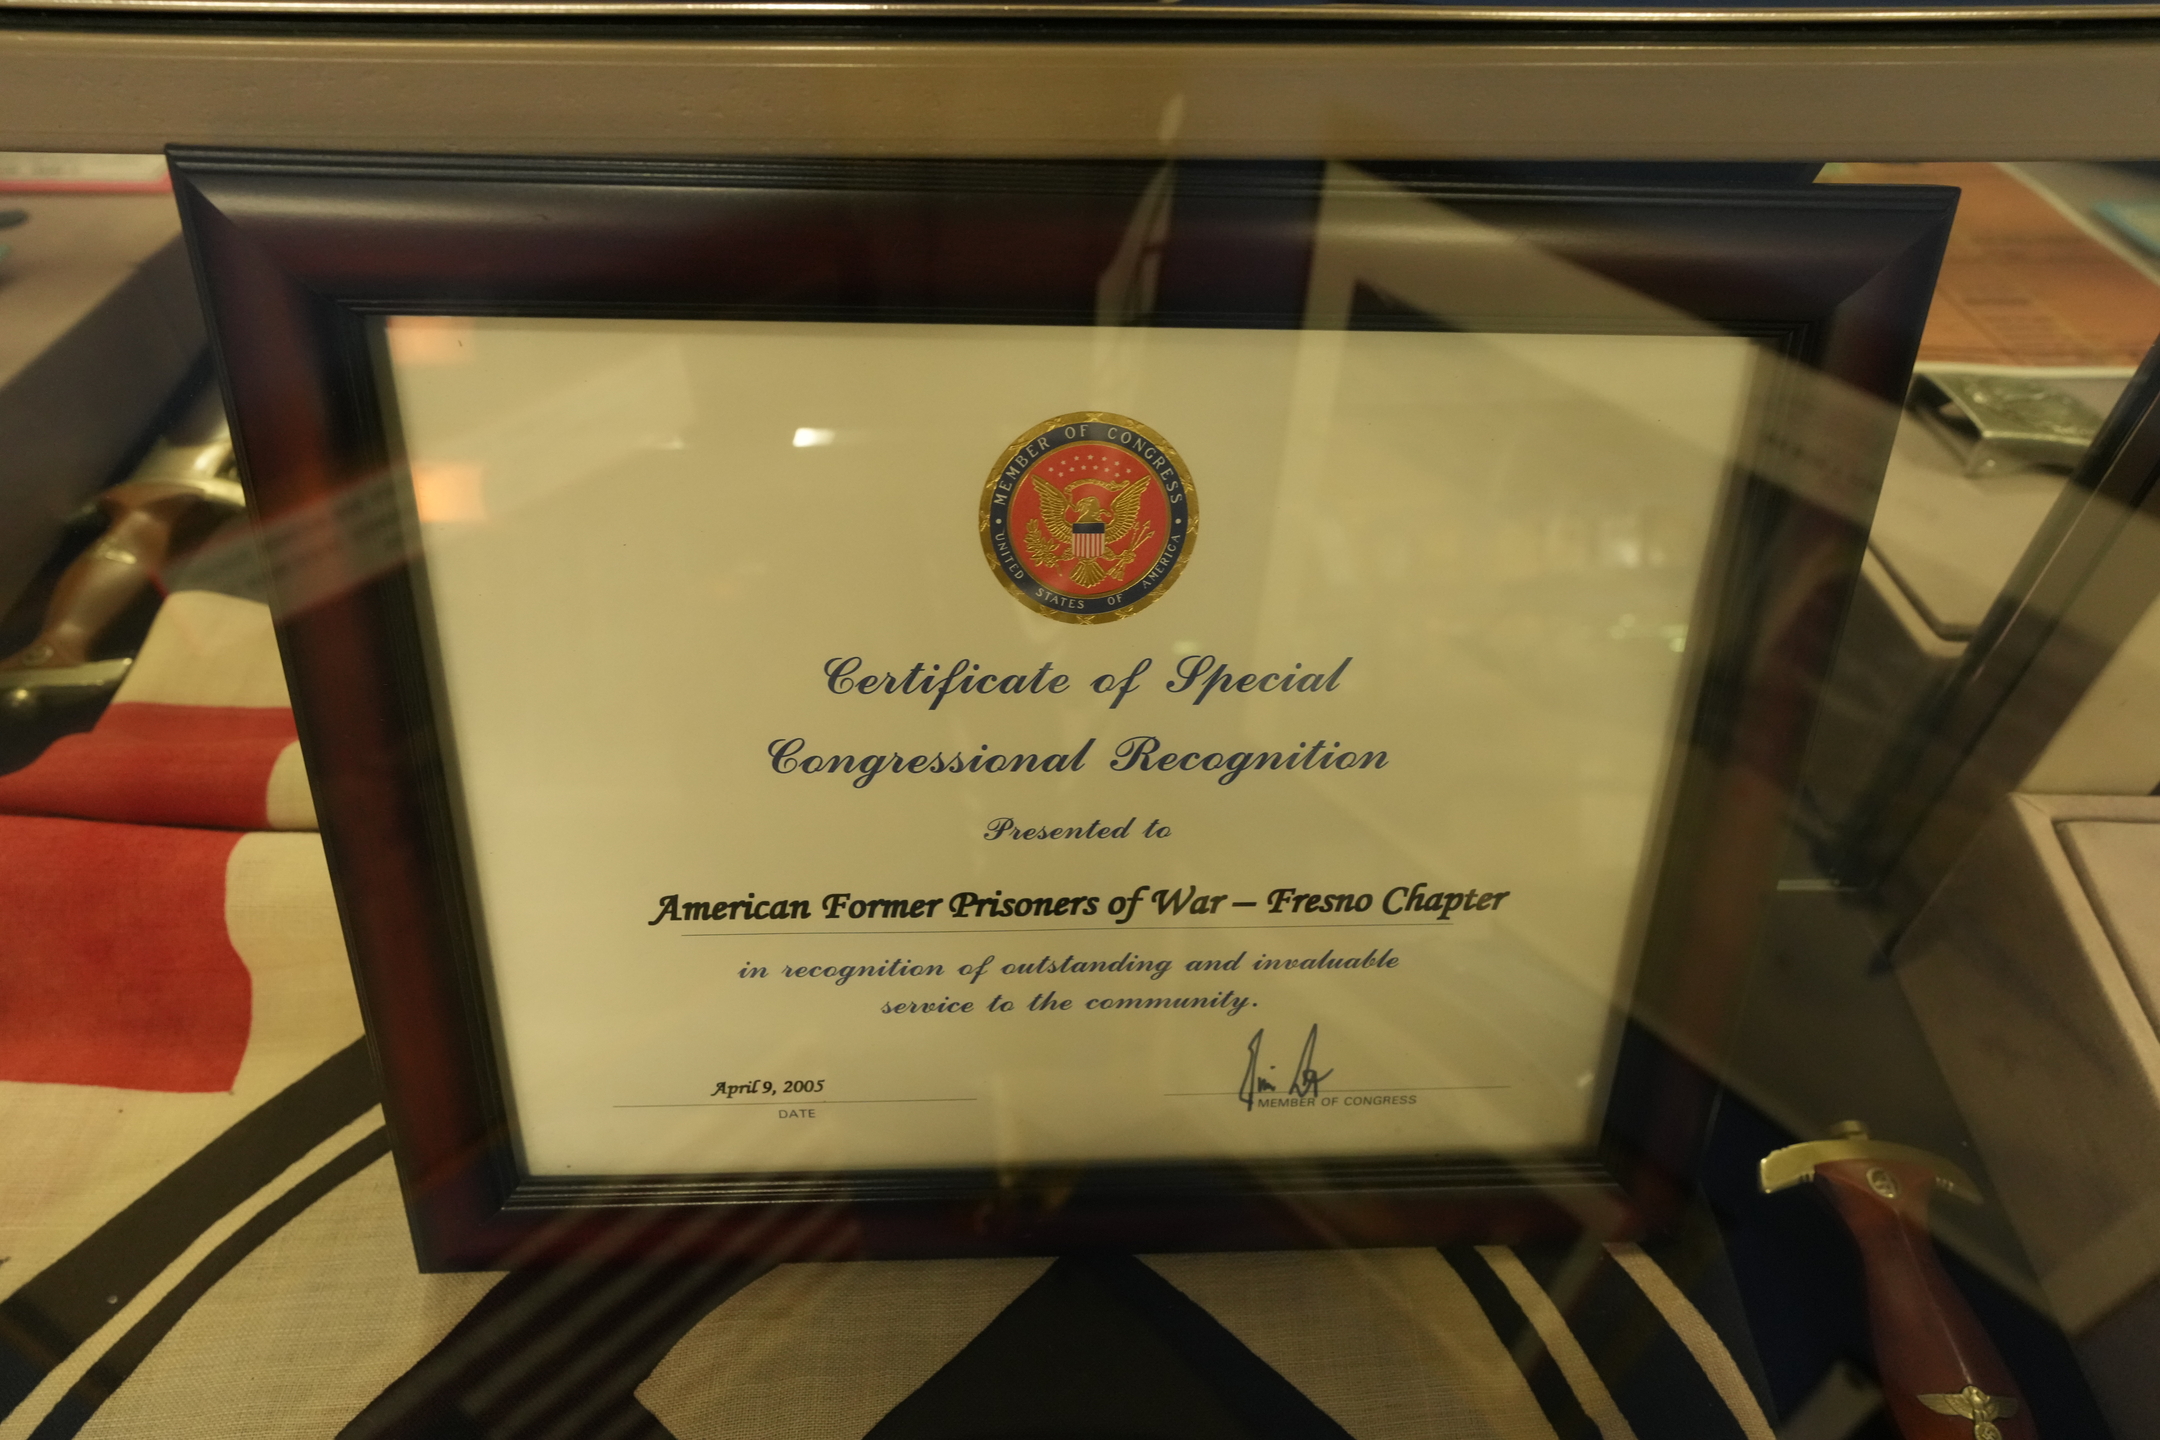 MEMBER OF CONGRESS
UNITED STATES OF AMERICA
Certificate of Special
Congressional Recognition
Presented to
American Former Prisoners of War – Fresno Chapter
in recognition of outstanding and invaluable
service to the community.
April 9, 2005
DATE
MEMBER OF CONGRESS